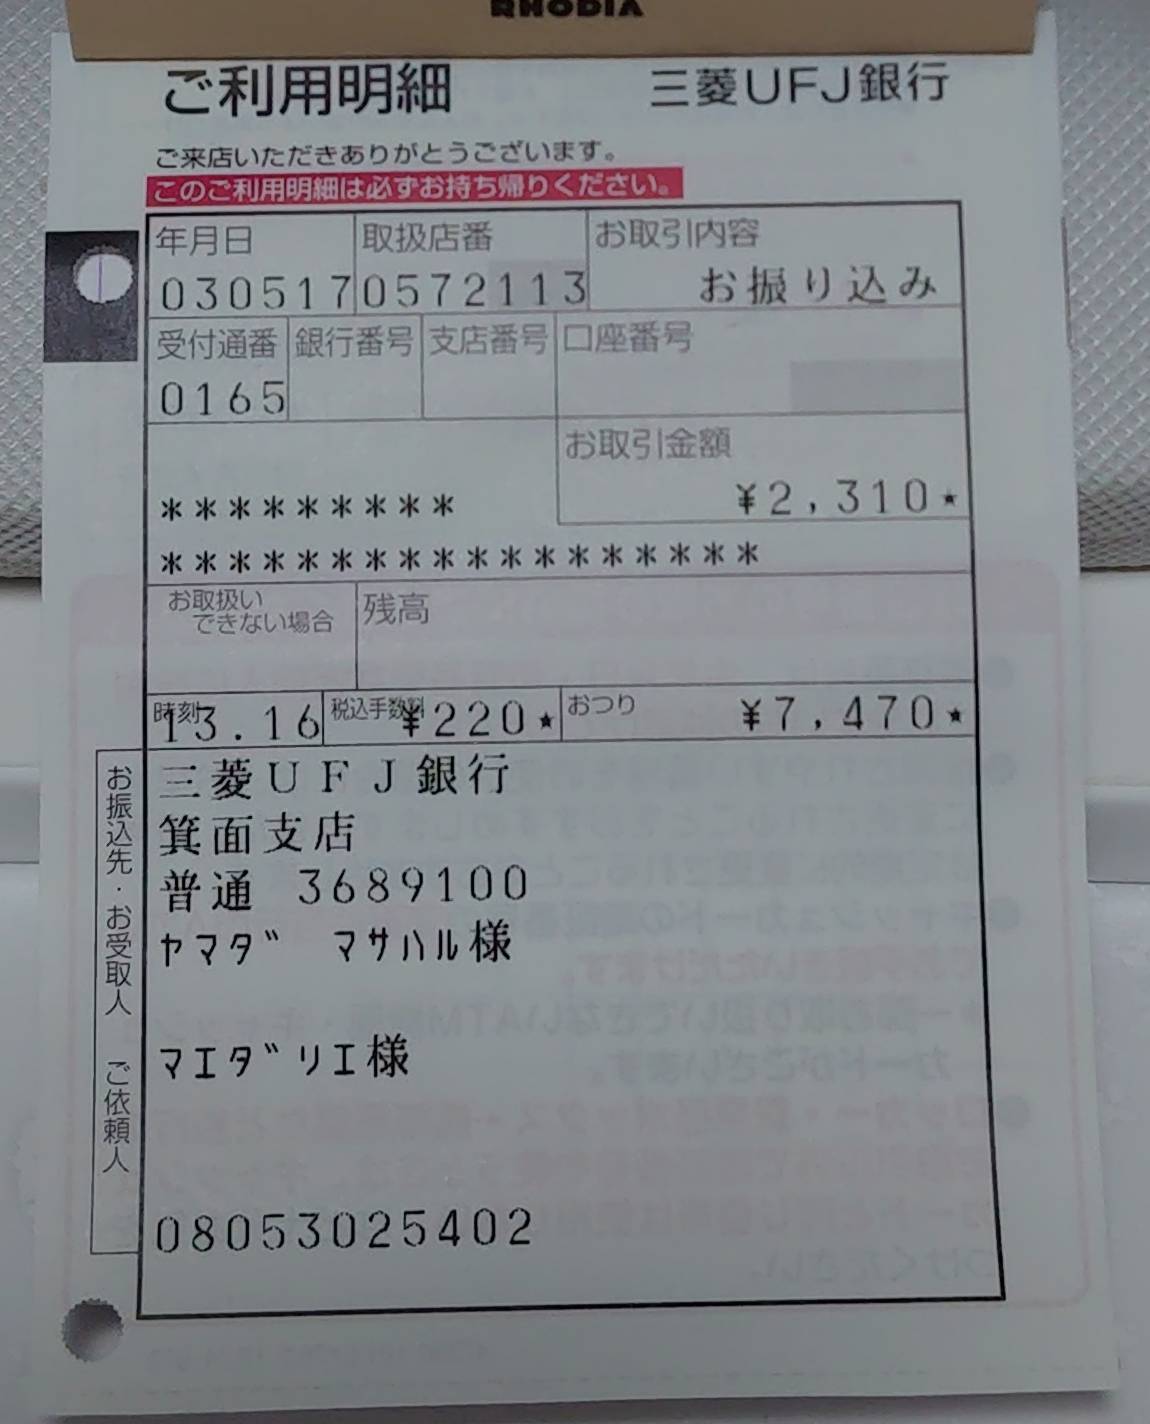 RHODIA
ご利用明細 三菱UFJ銀行
ご来店いただきありがとうございます。
このご利用明細は必ずお持ち帰りください。
年月日 取扱店番 お取引内容
030517 0572113 お振り込み
受付通番 銀行番号 支店番号 口座番号
0165
お取引金額
¥2,310★
*********
******************
お取扱い
できない場合
残高
時刻 税込手数料 おつり
13.16 ¥220★ ¥7,470★
お振込先・お受取人 ご依頼人
三菱UFJ銀行
箕面支店
普通 3689100
ヤマダ マサハル様
マエダリエ様
08053025402